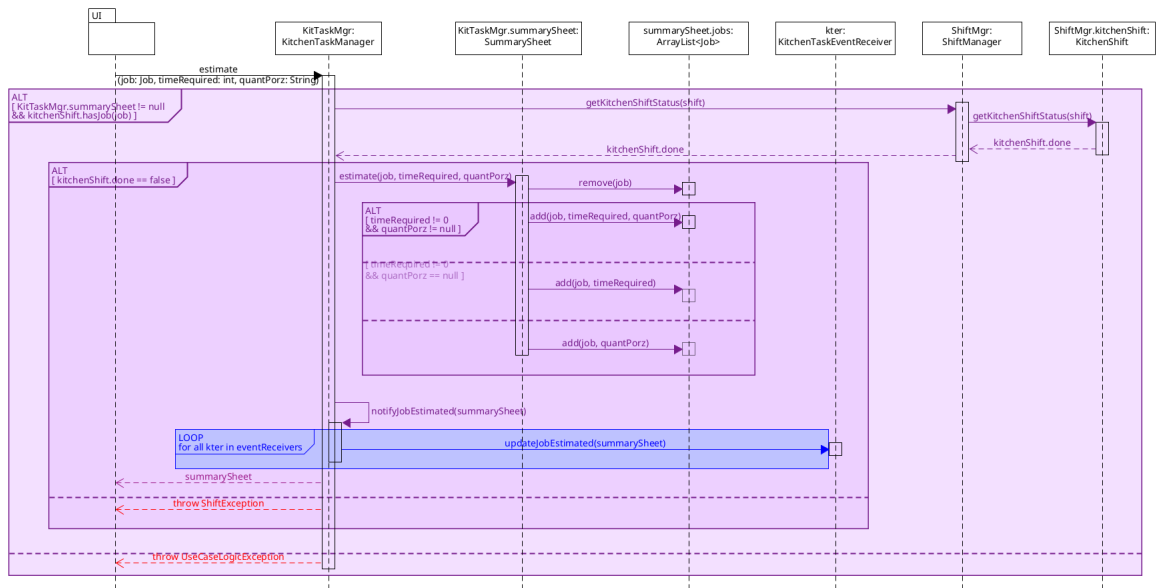 UI
KitTaskMgr:
KitchenTaskManager
KitTaskMgr.summarySheet:
SummarySheet
summarySheet.jobs:
ArrayList<Job>
kter:
KitchenTaskEventReceiver
ShiftMgr:
ShiftManager
ShiftMgr.kitchenShift:
KitchenShift
estimate
(job: Job, timeRequired: int, quantPorz: String)
ALT
[ KitTaskMgr.summarySheet != null
&& kitchenShift.hasJob(job) ]
getKitchenShiftStatus(shift)
getKitchenShiftStatus(shift)
kitchenShift.done
kitchenShift.done
ALT
[ kitchenShift.done == false ]
estimate(job, timeRequired, quantPorz)
remove(job)
ALT
[ timeRequired != 0
&& quantPorz != null ]
add(job, timeRequired, quantPorz)
[ timeRequired != 0
&& quantPorz == null ]
add(job, timeRequired)
add(job, quantPorz)
notifyJobEstimated(summarySheet)
LOOP
for all kter in eventReceivers
updateJobEstimated(summarySheet)
summarySheet
throw ShiftException
throw UseCaseLogicException